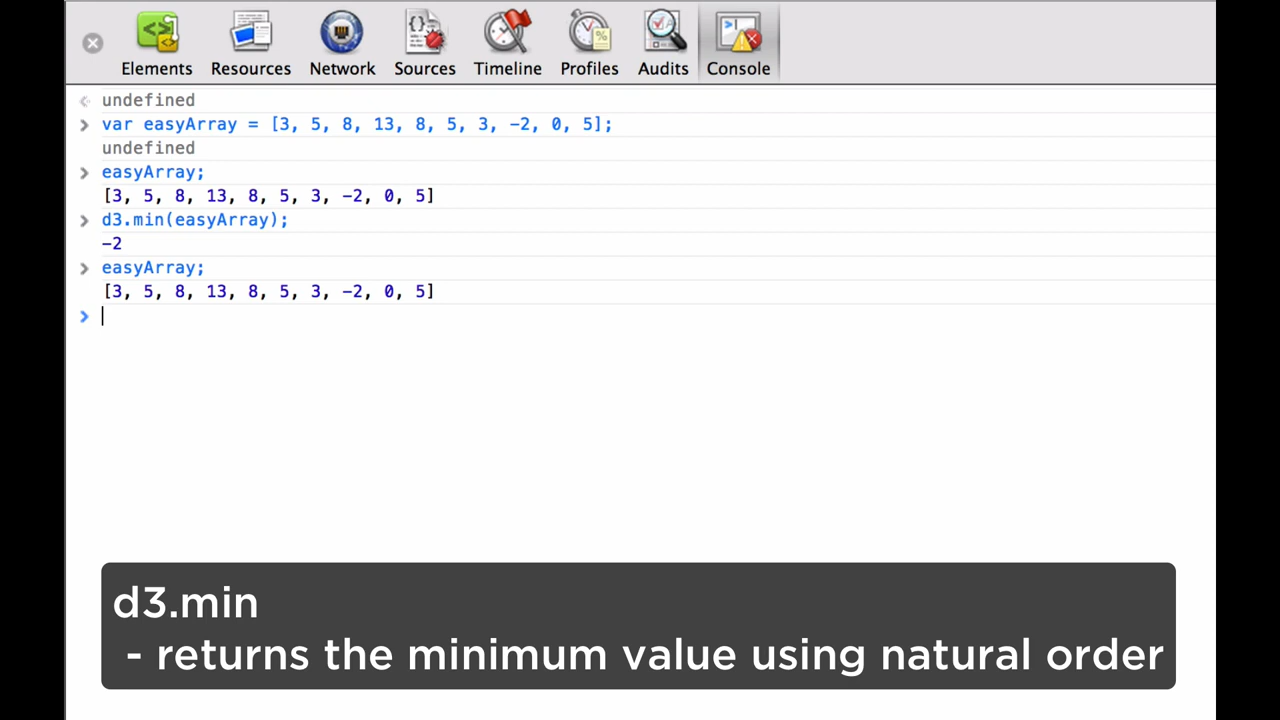 Elements Resources Network Sources Timeline Profiles Audits Console
undefined
var easyArray = [3, 5, 8, 13, 8, 5, 3, -2, 0, 5];
undefined
easyArray;
[3, 5, 8, 13, 8, 5, 3, -2, 0, 5]
d3.min(easyArray);
-2
easyArray;
[3, 5, 8, 13, 8, 5, 3, -2, 0, 5]
d3.min
- returns the minimum value using natural order